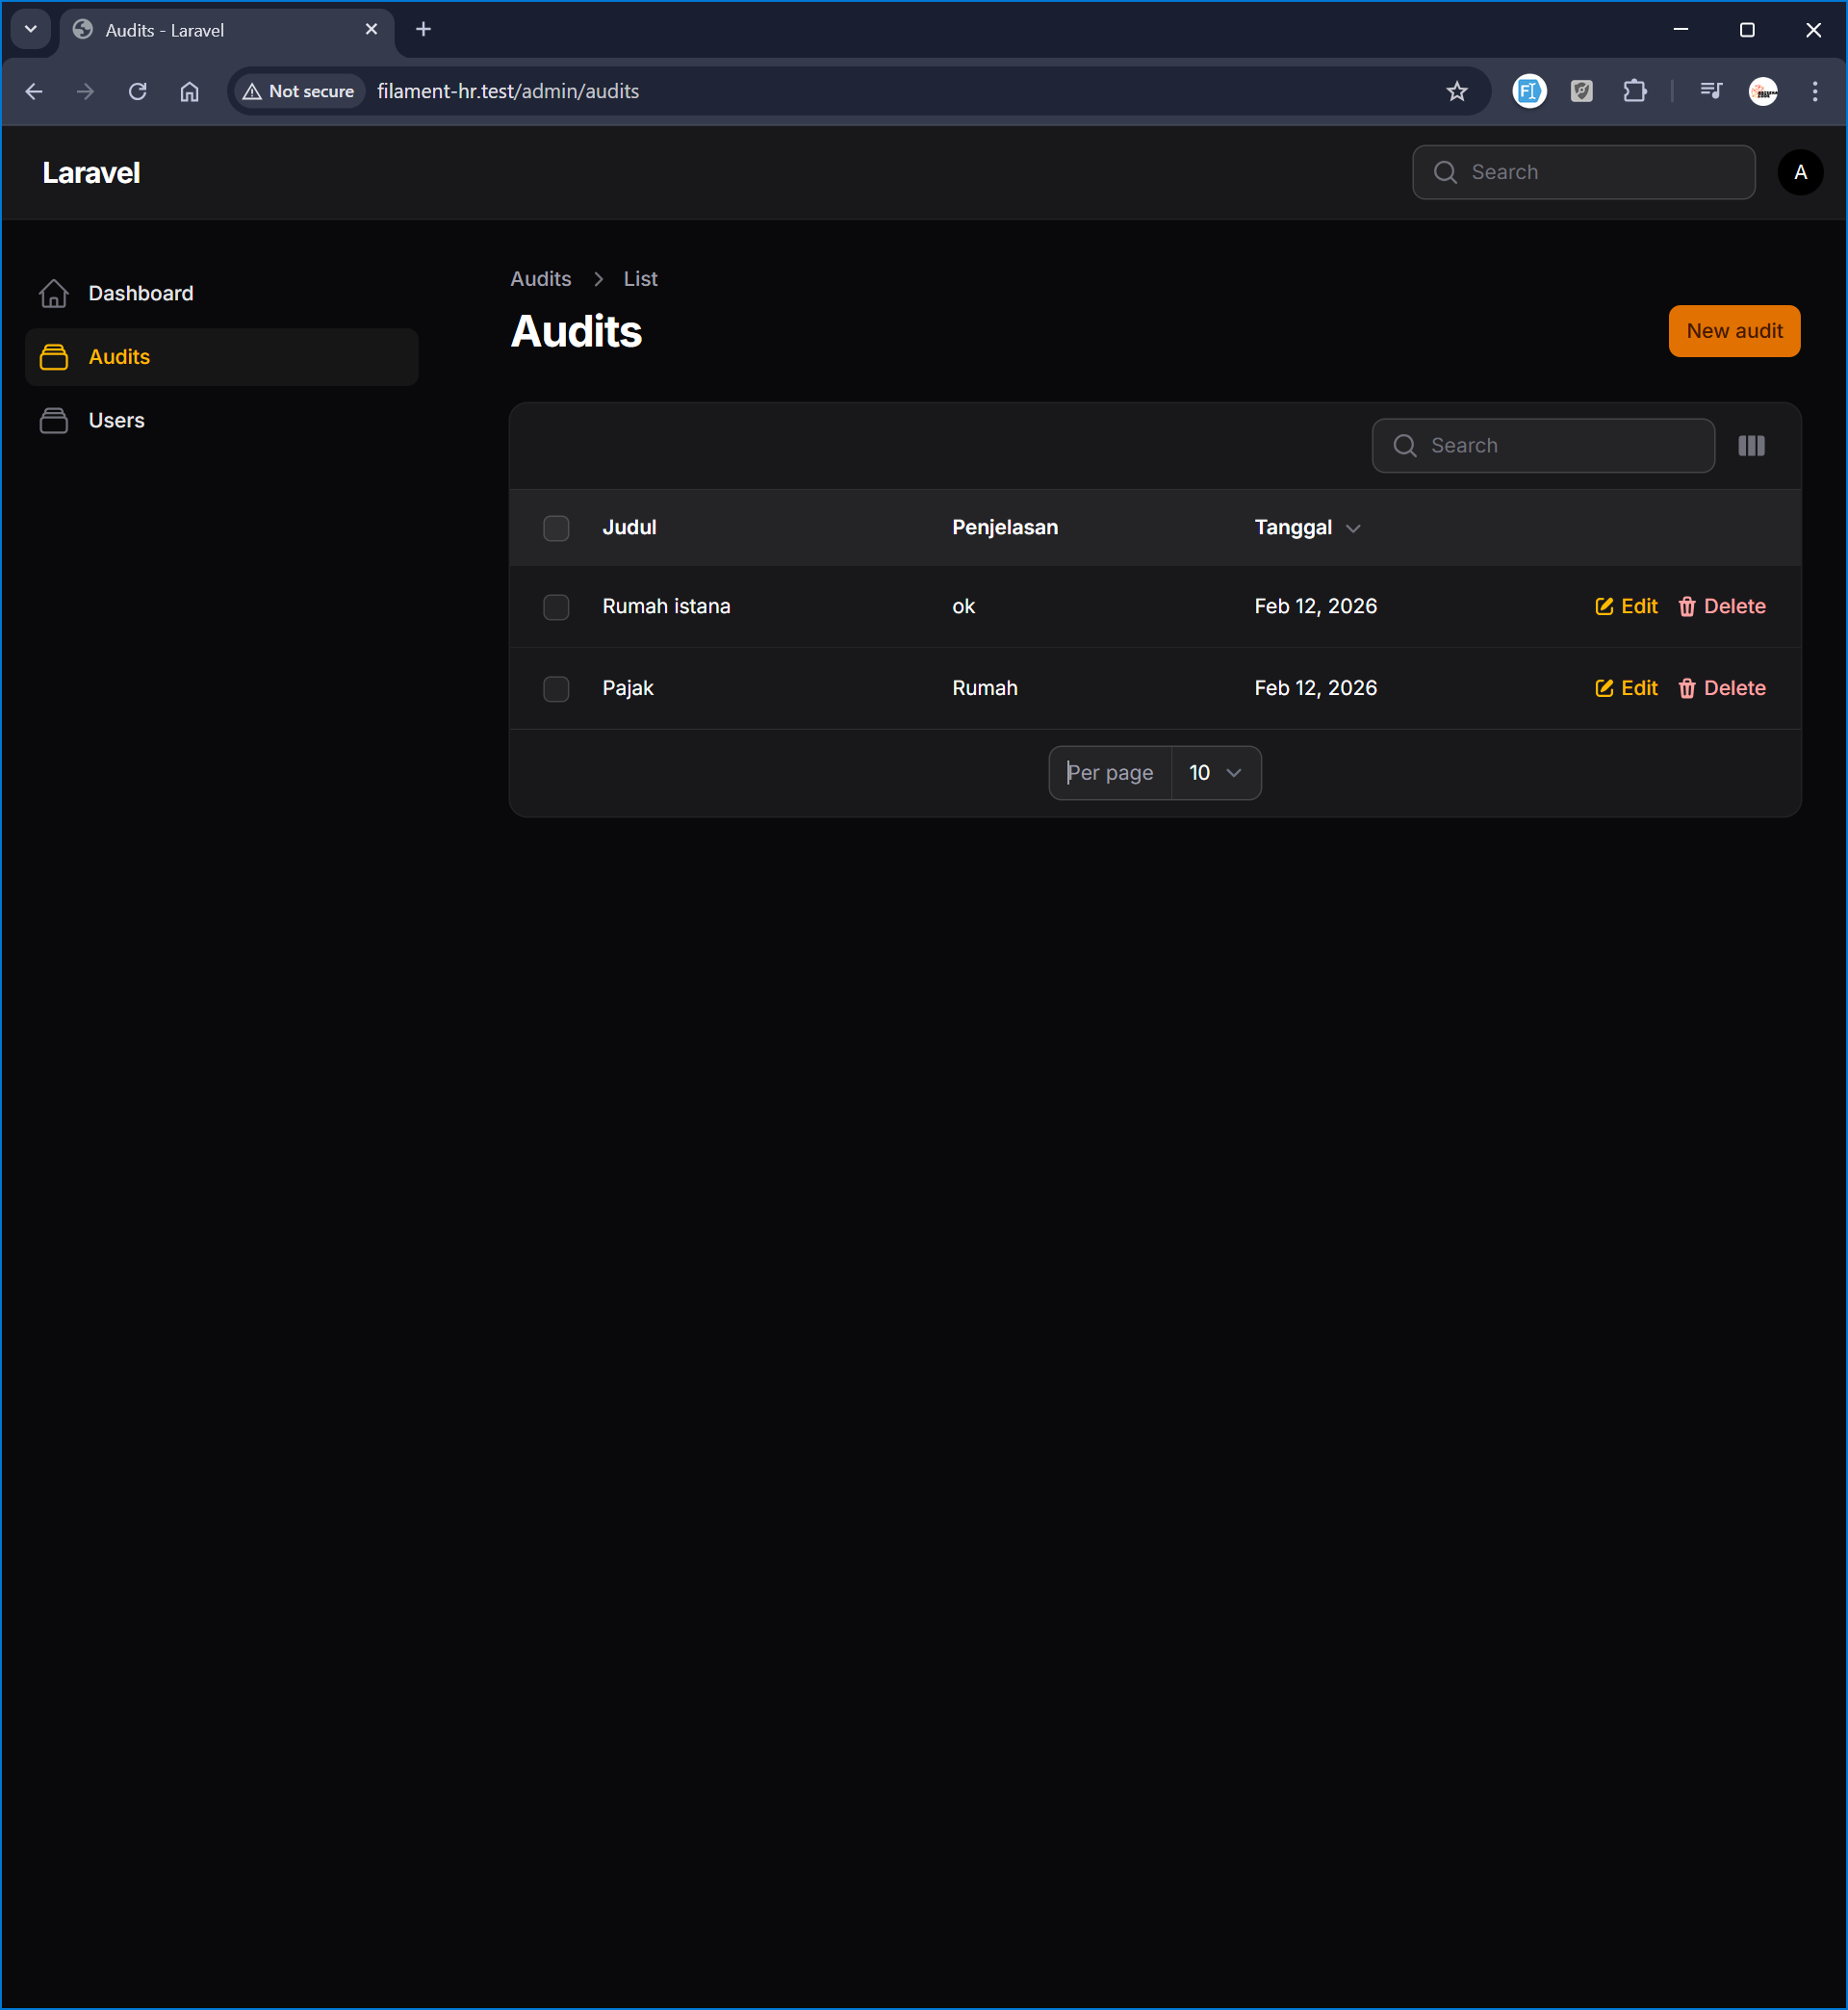 Audits - Laravel
Not secure filament-hr.test/admin/audits
Laravel
Search
A
Dashboard
Audits
Users
Audits > List
Audits
New audit
Search
Judul Penjelasan Tanggal
Rumah istana ok Feb 12, 2026 Edit Delete
Pajak Rumah Feb 12, 2026 Edit Delete
Per page 10